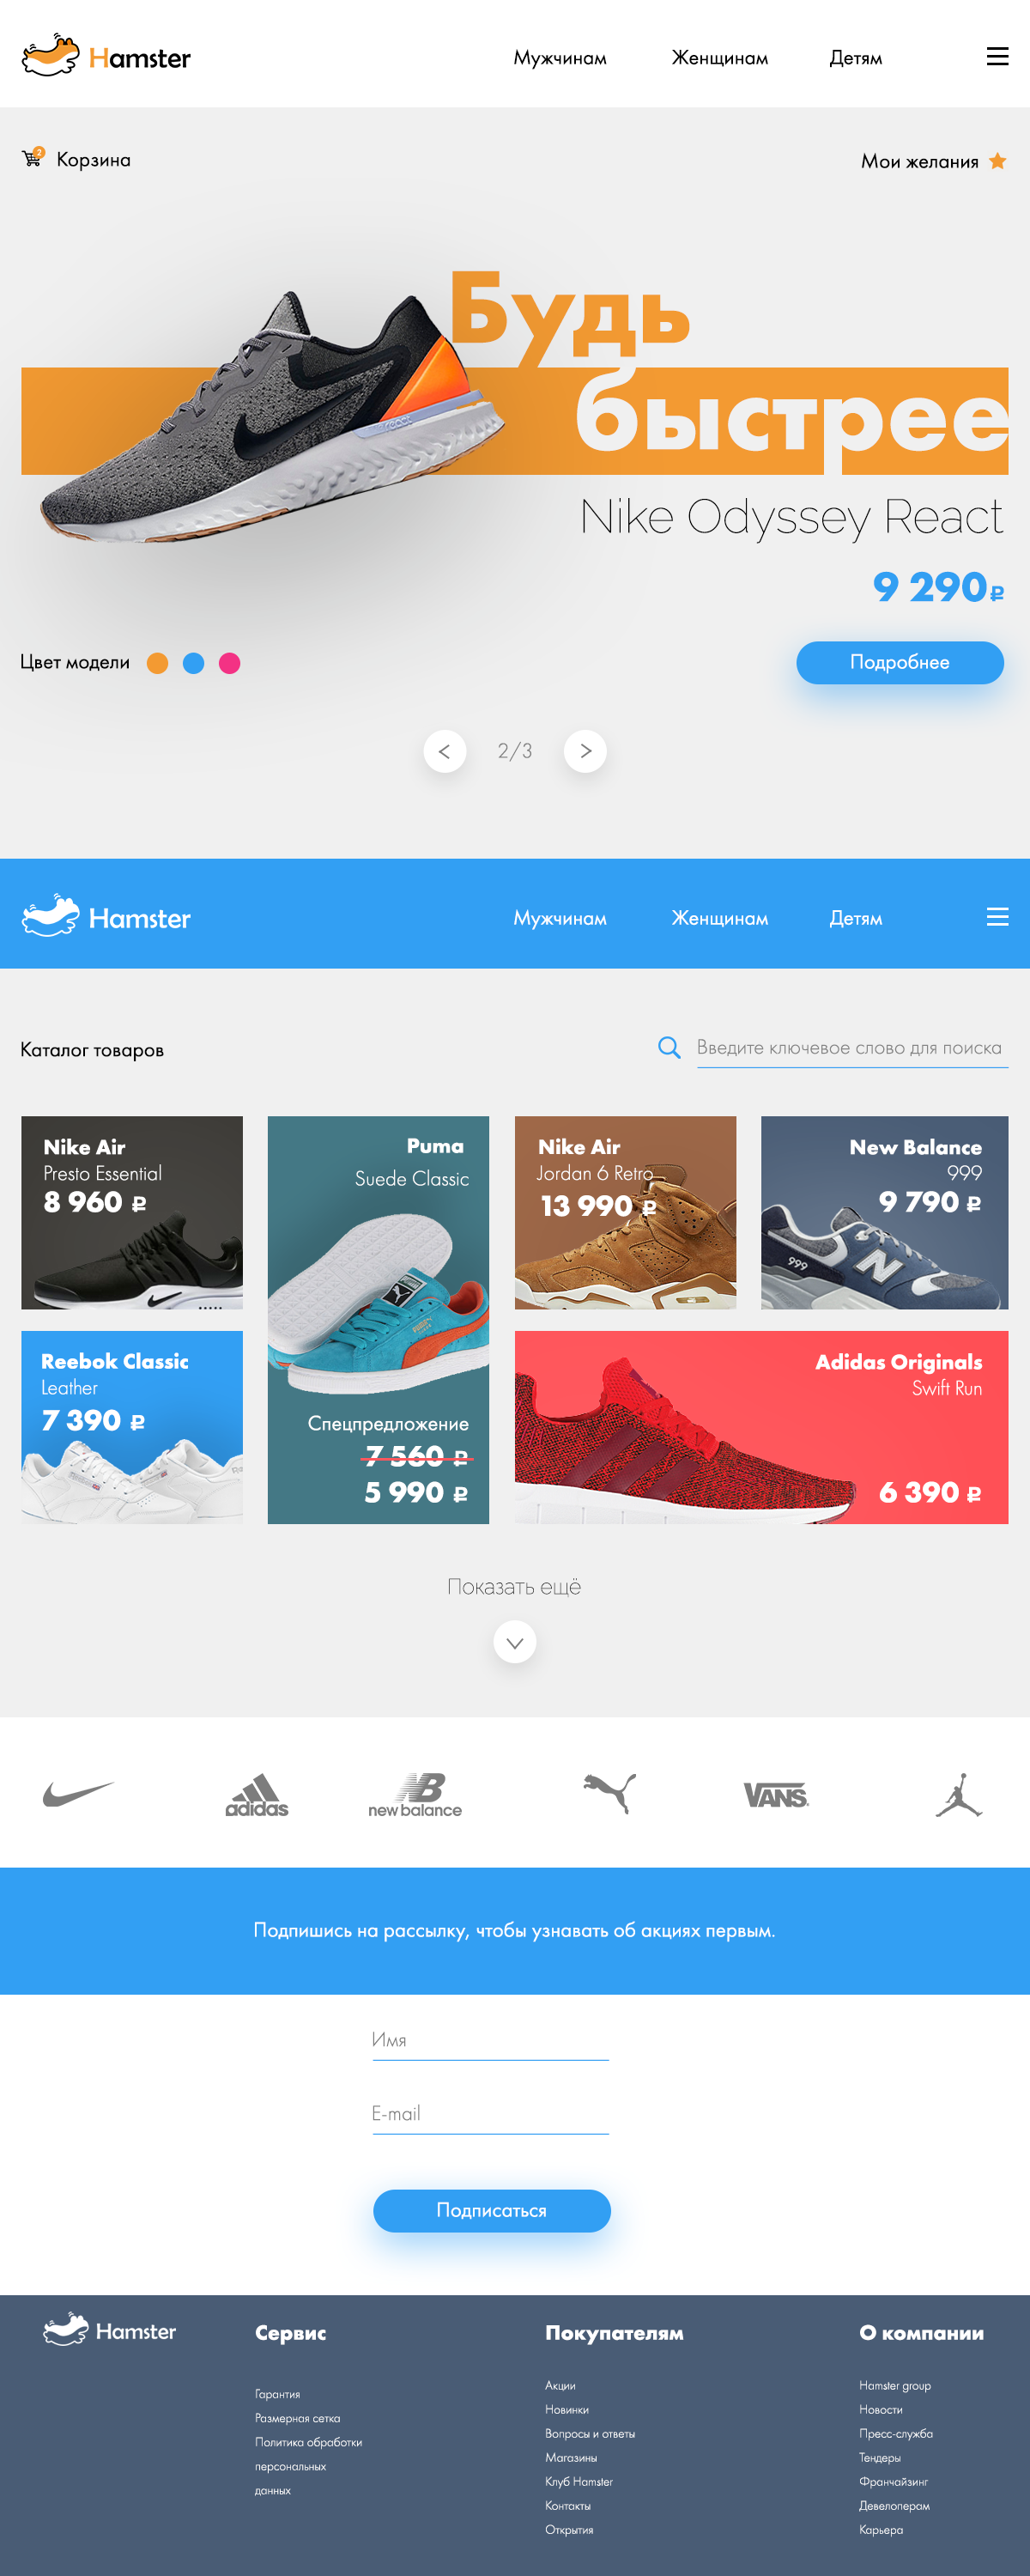 Hamster
Мужчинам
Женщинам
Детям
2
Корзина
Мои желания
Будь
быстрее
Nike Odyssey React
9 290 ₽
Цвет модели
Подробнее
< 2/3 >
Hamster
Мужчинам
Женщинам
Детям
Каталог товаров
Введите ключевое слово для поиска
Nike Air
Presto Essential
8 960 ₽
Puma
Suede Classic
Спецпредложение
7 560 ₽
5 990 ₽
Nike Air
Jordan 6 Retro
13 990 ₽
New Balance
999
9 790 ₽
999
N
Reebok Classic
Leather
7 390 ₽
Adidas Originals
Swift Run
6 390 ₽
Показать ещё
adidas
NB
new balance
VANS
Подпишись на рассылку, чтобы узнавать об акциях первым.
Имя
E-mail
Подписаться
Hamster
Сервис
Гарантия
Размерная сетка
Политика обработки
персональных
данных
Покупателям
Акции
Новинки
Вопросы и ответы
Магазины
Клуб Hamster
Контакты
Открытия
О компании
Hamster group
Новости
Пресс-служба
Тендеры
Франчайзинг
Девелоперам
Карьера